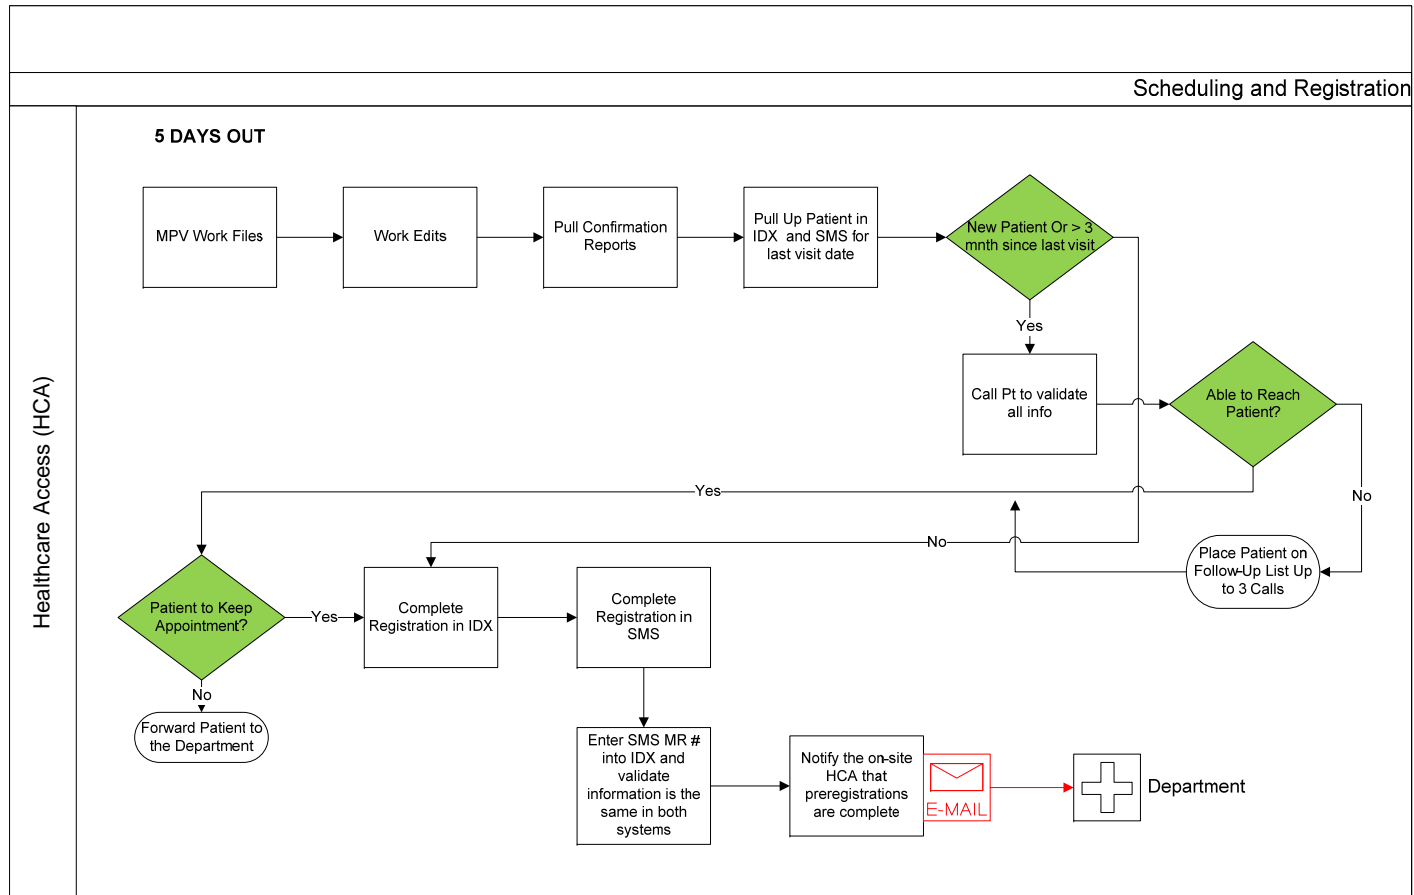 Scheduling and Registration
Healthcare Access (HCA)
5 DAYS OUT
MPV Work Files
Work Edits
Pull Confirmation
Reports
Pull Up Patient in
IDX and SMS for
last visit date
New Patient Or > 3
mnth since last visit
Yes
Call Pt to validate
all info
Able to Reach
Patient?
Yes
No
No
Place Patient on
Follow-Up List Up
to 3 Calls
Patient to Keep
Appointment?
Yes
Complete
Registration in IDX
Complete
Registration in
SMS
No
Forward Patient to
the Department
Enter SMS MR #
into IDX and
validate
information is the
same in both
systems
Notify the on-site
HCA that
preregistrations
are complete
E-MAIL
Department